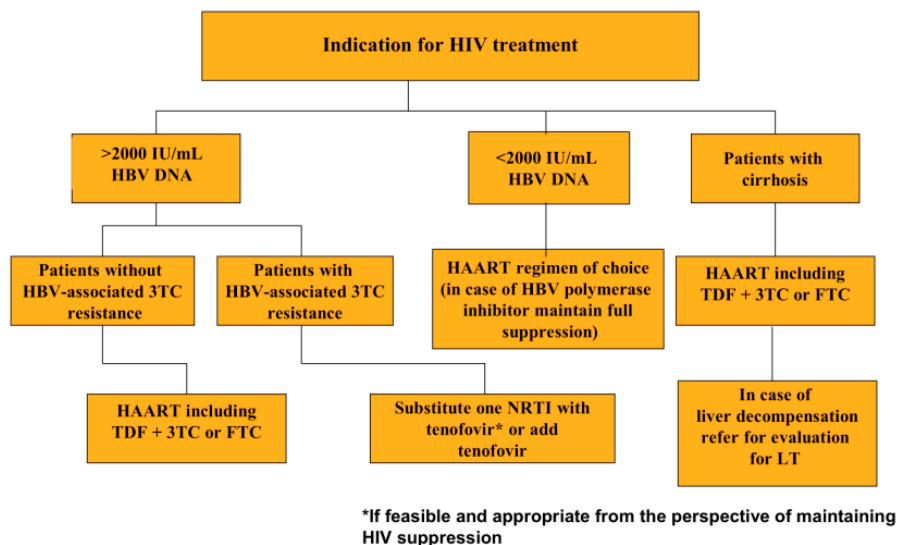 Indication for HIV treatment
>2000 IU/mL
HBV DNA
<2000 IU/mL
HBV DNA
Patients with
cirrhosis
Patients without
HBV-associated 3TC
resistance
Patients with
HBV-associated 3TC
resistance
HAART regimen of choice
(in case of HBV polymerase
inhibitor maintain full
suppression)
HAART including
TDF + 3TC or FTC
HAART including
TDF + 3TC or FTC
Substitute one NRTI with
tenofovir* or add
tenofovir
In case of
liver decompensation
refer for evaluation
for LT
*If feasible and appropriate from the perspective of maintaining
HIV suppression